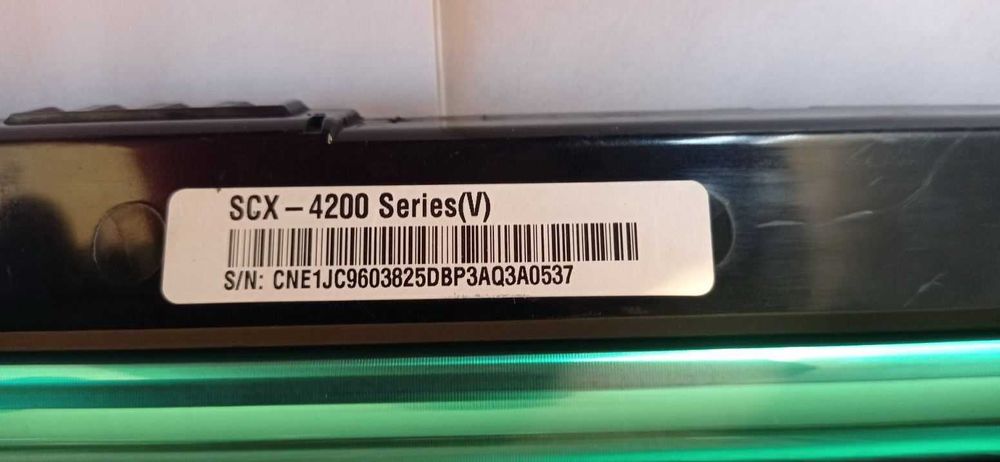 SCX-4200 Series(V)
S/N: CNE1JC9603825DBP3AQ3A0537